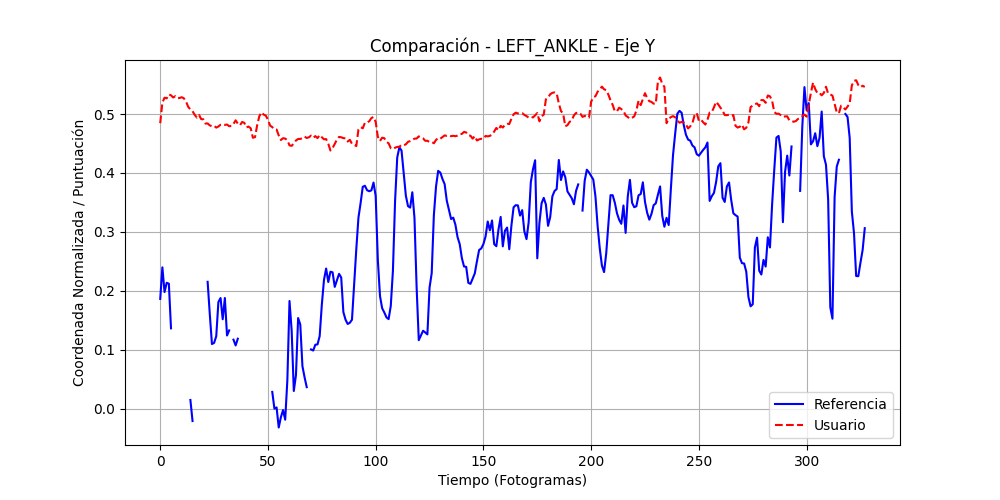 Comparación - LEFT_ANKLE - Eje Y
Coordenada Normalizada / Puntuación
0.5
0.4
0.3
0.2
0.1
0.0
0 50 100 150 200 250 300
Tiempo (Fotogramas)
Referencia
Usuario